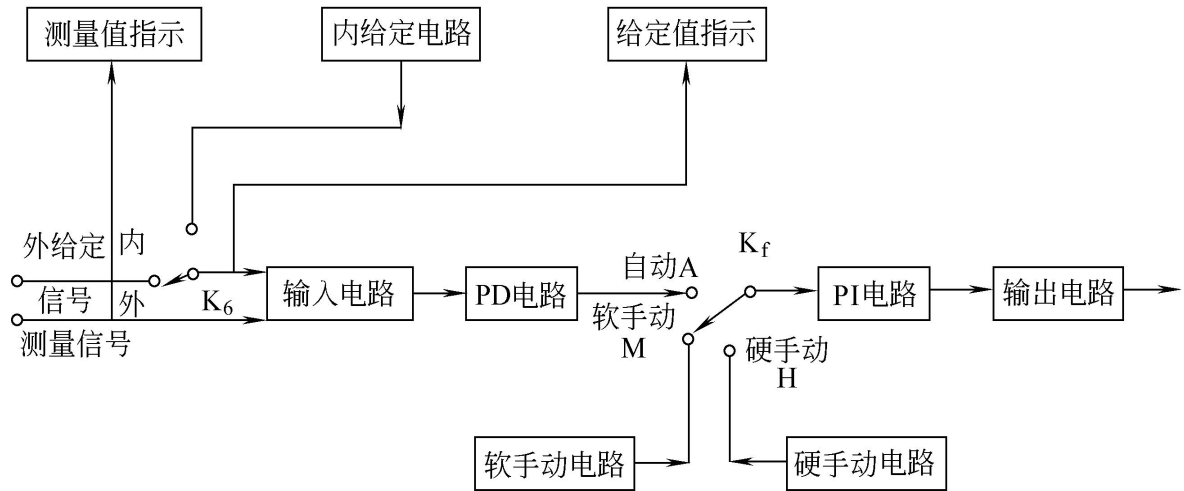 测量值指示
内给定电路
给定值指示
外给定
内
信号
外
测量信号
K6
输入电路
PD电路
自动A
软手动
M
Kf
硬手动
H
PI电路
输出电路
软手动电路
硬手动电路